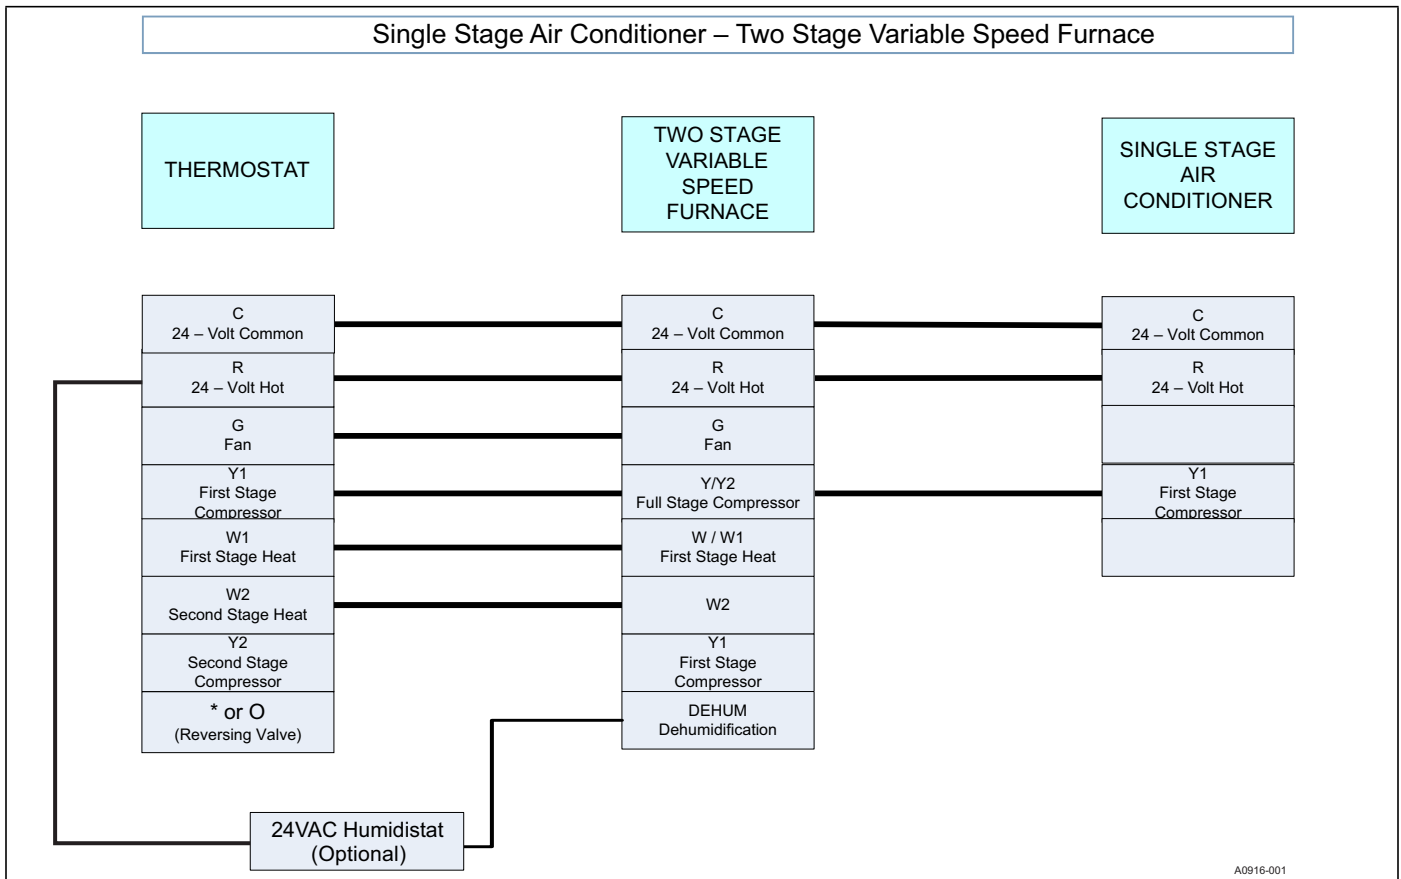 Single Stage Air Conditioner – Two Stage Variable Speed Furnace
THERMOSTAT
TWO STAGE
VARIABLE
SPEED
FURNACE
SINGLE STAGE
AIR
CONDITIONER
C
24 – Volt Common
R
24 – Volt Hot
G
Fan
Y1
First Stage
Compressor
W1
First Stage Heat
W2
Second Stage Heat
Y2
Second Stage
Compressor
* or O
(Reversing Valve)
C
24 – Volt Common
R
24 – Volt Hot
G
Fan
Y/Y2
Full Stage Compressor
W / W1
First Stage Heat
W2
Y1
First Stage
Compressor
DEHUM
Dehumidification
C
24 – Volt Common
R
24 – Volt Hot
Y1
First Stage
Compressor
24VAC Humidistat
(Optional)
A0916-001